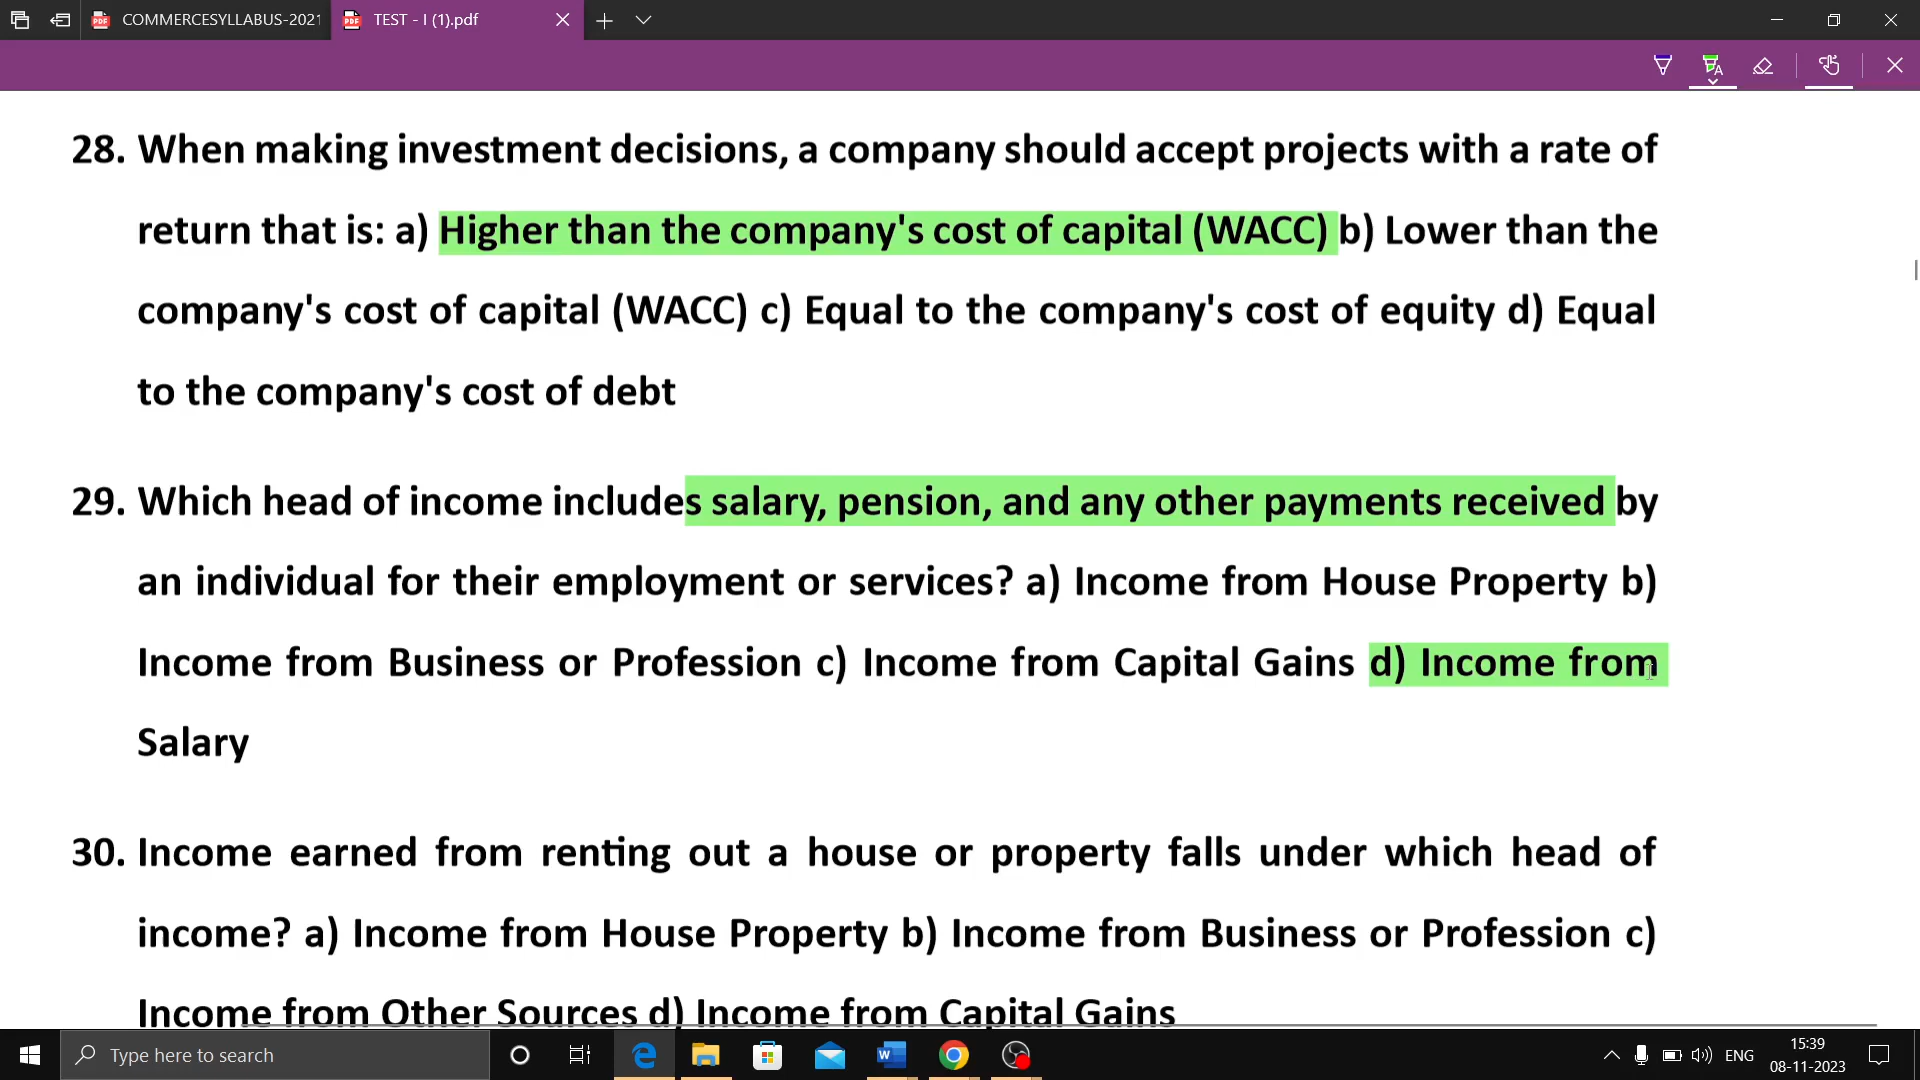 COMMERCESYLLABUS-2021
TEST - I (1).pdf
28. When making investment decisions, a company should accept projects with a rate of
return that is: a) Higher than the company's cost of capital (WACC) b) Lower than the
company's cost of capital (WACC) c) Equal to the company's cost of equity d) Equal
to the company's cost of debt
29. Which head of income includes salary, pension, and any other payments received by
an individual for their employment or services? a) Income from House Property b)
Income from Business or Profession c) Income from Capital Gains d) Income from
Salary
30. Income earned from renting out a house or property falls under which head of
income? a) Income from House Property b) Income from Business or Profession c)
Income from Other Sources d) Income from Capital Gains
Type here to search
ENG
15:39
08-11-2023